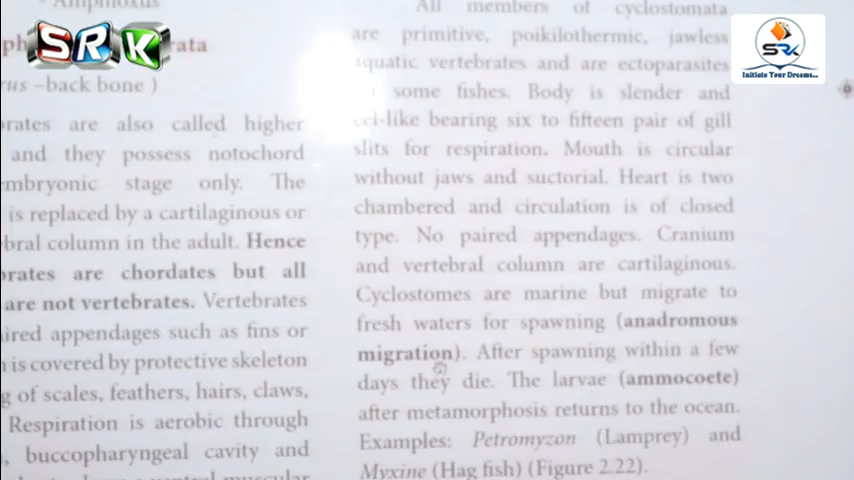 - Amphioxus
SRK
rata
rus –back bone )
brates are also called higher
and they possess notochord
embryonic stage only. The
is replaced by a cartilaginous or
bral column in the adult. Hence
brates are chordates but all
are not vertebrates. Vertebrates
aired appendages such as fins or
is covered by protective skeleton
g of scales, feathers, hairs, claws,
Respiration is aerobic through
, buccopharyngeal cavity and
All members of cyclostomata
are primitive, poikilothermic, jawless
aquatic vertebrates and are ectoparasites
some fishes. Body is slender and
eel-like bearing six to fifteen pair of gill
slits for respiration. Mouth is circular
without jaws and suctorial. Heart is two
chambered and circulation is of closed
type. No paired appendages. Cranium
and vertebral column are cartilaginous.
Cyclostomes are marine but migrate to
fresh waters for spawning (anadromous
migration). After spawning within a few
days they die. The larvae (ammocoete)
after metamorphosis returns to the ocean.
Examples: Petromyzon (Lamprey) and
Myxine (Hag fish) (Figure 2.22).
SRK
Initiate Your Dreams...